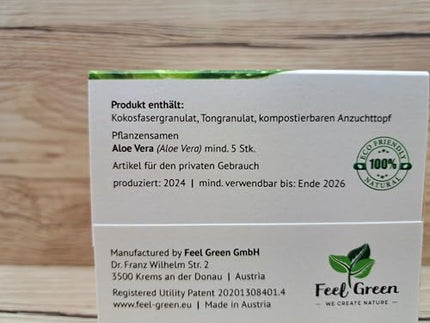 Produkt enthält:
Kokosfasergranulat, Tongranulat, kompostierbaren Anzuchttopf
Pflanzensamen
Aloe Vera (Aloe Vera) mind. 5 Stk.
Artikel für den privaten Gebrauch
produziert: 2024 | mind. verwendbar bis: Ende 2026
ECO FRIENDLY
100%
NATURAL
Manufactured by Feel Green GmbH
Dr. Franz Wilhelm Str. 2
3500 Krems an der Donau | Austria
Registered Utility Patent 20201308401.4
www.feel-green.eu | Made in Austria
Feel Green
WE CREATE NATURE